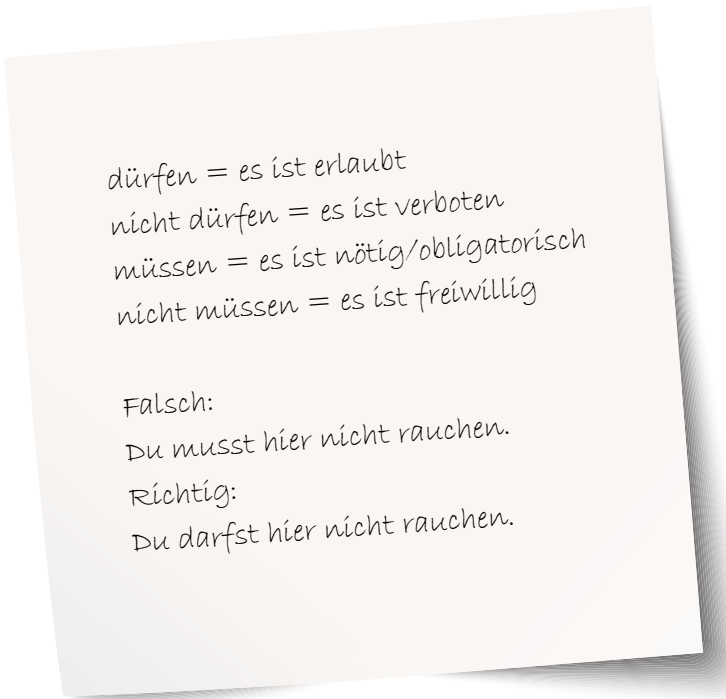 dürfen = es ist erlaubt
nicht dürfen = es ist verboten
müssen = es ist nötig/obligatorisch
nicht müssen = es ist freiwillig
Falsch:
Du musst hier nicht rauchen.
Richtig:
Du darfst hier nicht rauchen.